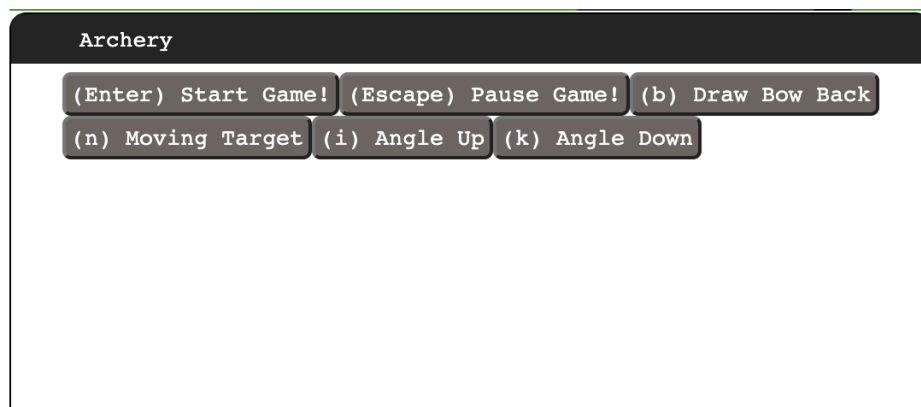 Archery
(Enter) Start Game! (Escape) Pause Game! (b) Draw Bow Back
(n) Moving Target (i) Angle Up (k) Angle Down